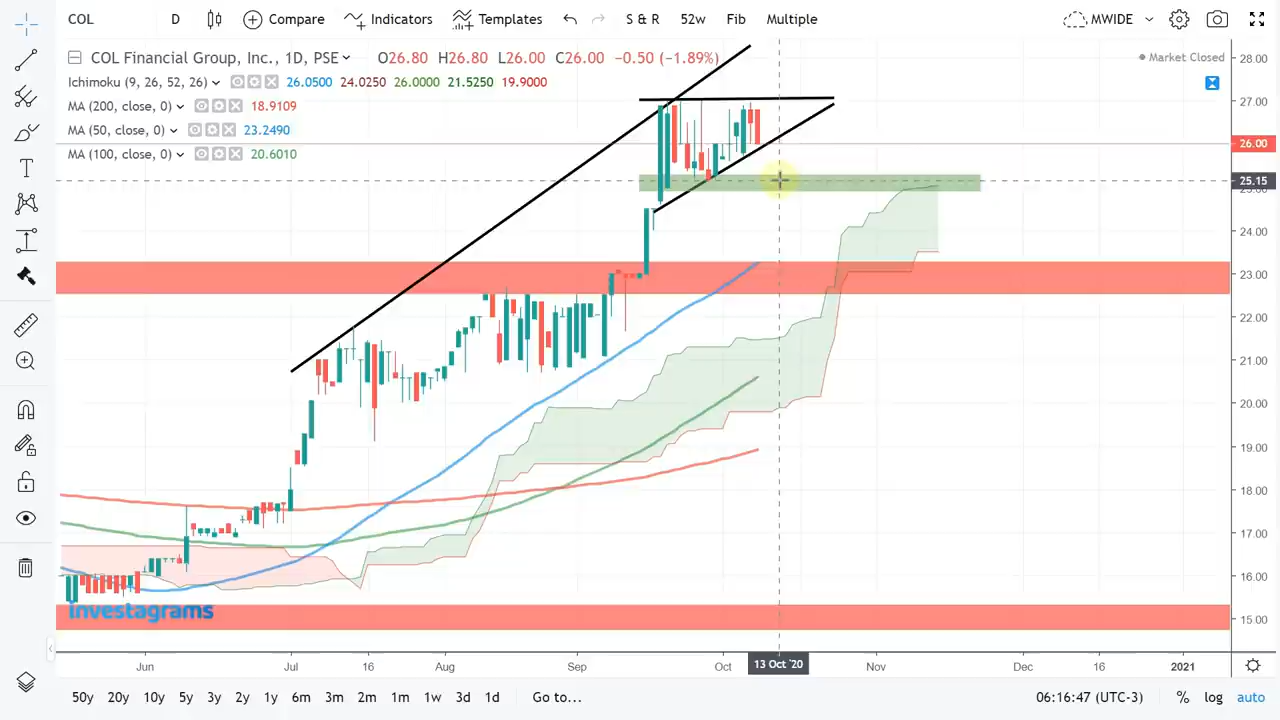 COL D Compare Indicators Templates S & R 52w Fib Multiple MWIDE
COL Financial Group, Inc., 1D, PSE O26.80 H26.80 L26.00 C26.00 −0.50 (−1.89%)
Market Closed
Ichimoku (9, 26, 52, 26) 26.0500 24.0250 26.0000 21.5250 19.9000
MA (200, close, 0) 18.9109
MA (50, close, 0) 23.2490
MA (100, close, 0) 20.6010
28.00
27.00
26.00
25.15
24.00
23.00
22.00
21.00
20.00
19.00
18.00
17.00
16.00
15.00
investagrams
Jun Jul 16 Aug Sep Oct 13 Oct '20 Nov Dec 16 2021
50y 20y 10y 5y 3y 2y 1y 6m 3m 2m 1m 1w 3d 1d Go to... 06:16:47 (UTC-3) % log auto